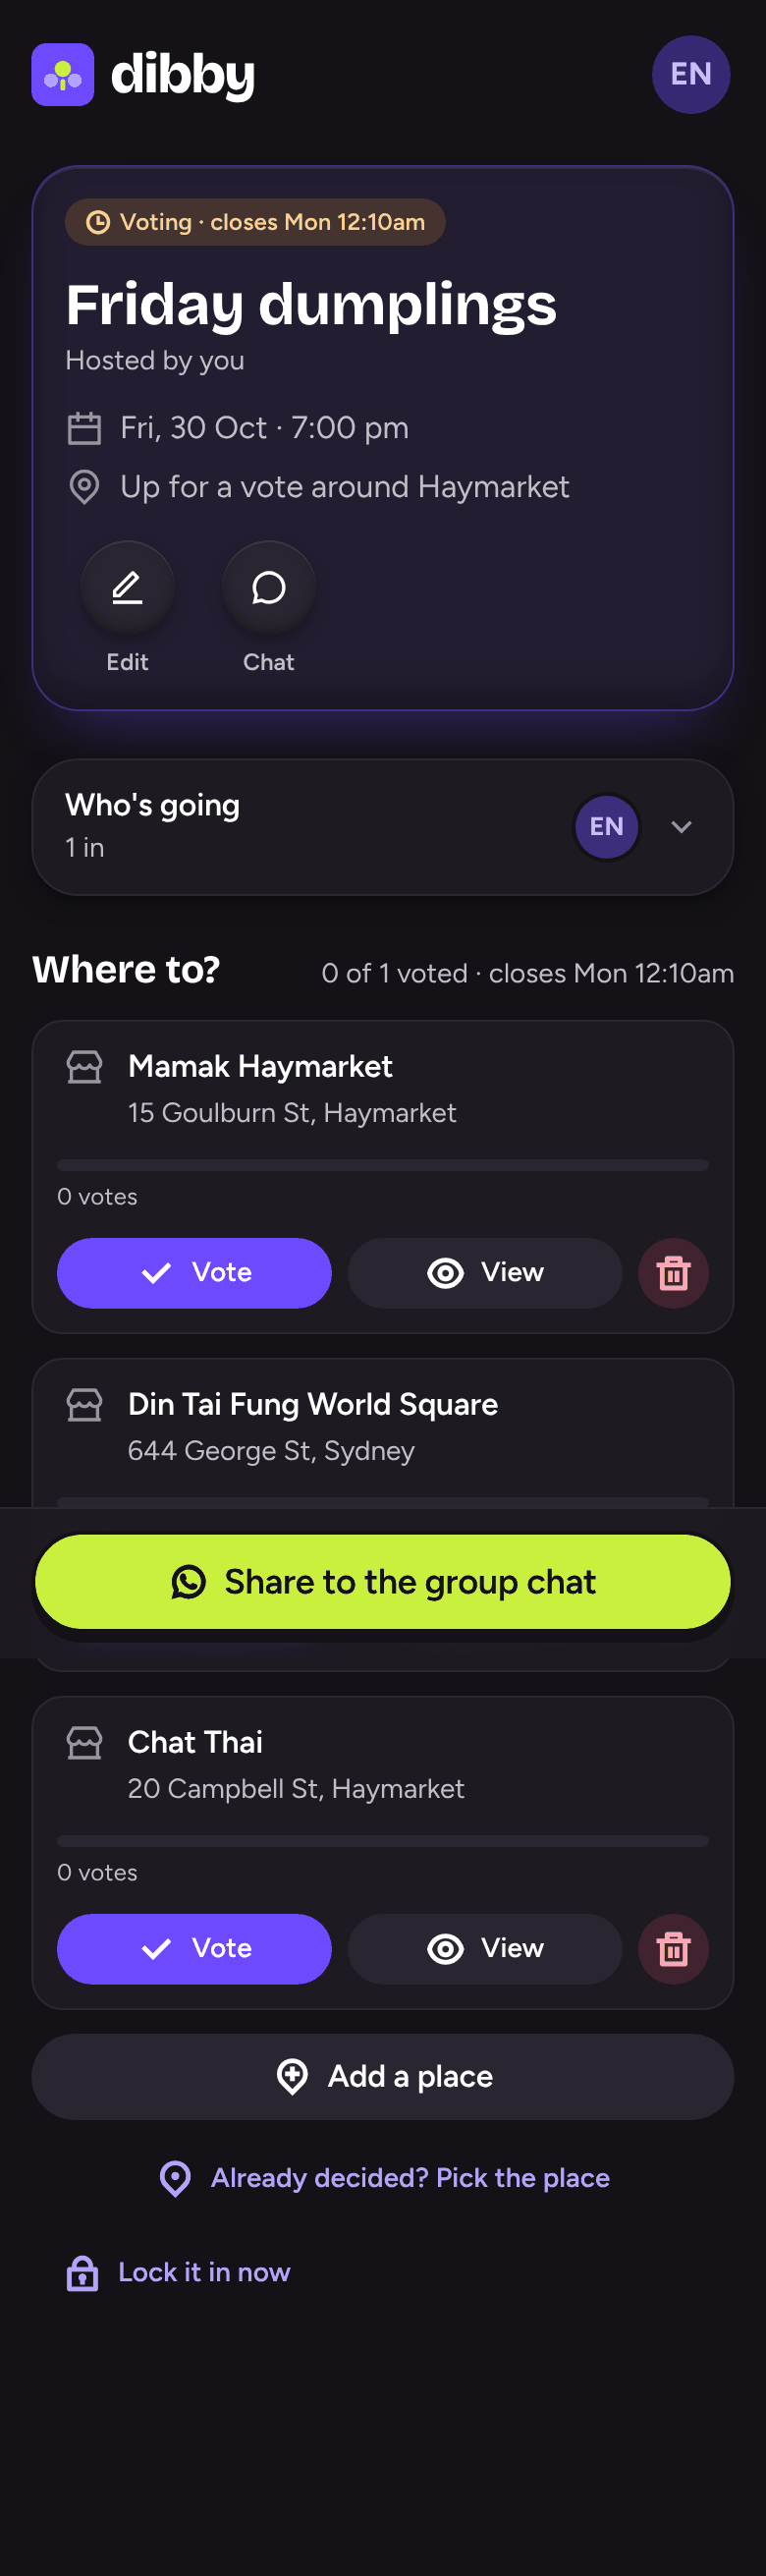 dibby
EN
Voting · closes Mon 12:10am
Friday dumplings
Hosted by you
Fri, 30 Oct · 7:00 pm
Up for a vote around Haymarket
Edit
Chat
Who's going
1 in
EN
Where to?
0 of 1 voted · closes Mon 12:10am
Mamak Haymarket
15 Goulburn St, Haymarket
0 votes
Vote
View
Din Tai Fung World Square
644 George St, Sydney
Share to the group chat
Chat Thai
20 Campbell St, Haymarket
0 votes
Vote
View
Add a place
Already decided? Pick the place
Lock it in now